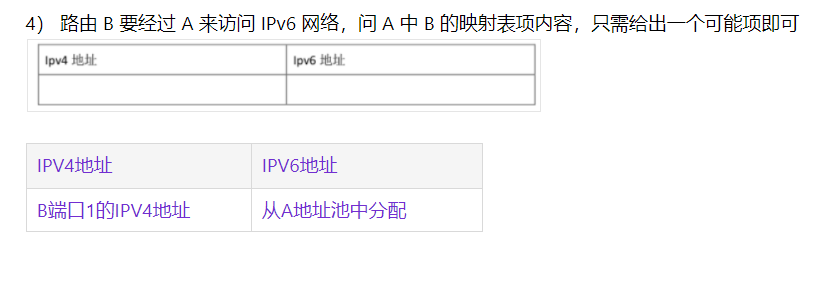 4） 路由 B 要经过 A 来访问 IPv6 网络，问 A 中 B 的映射表项内容，只需给出一个可能项即可
Ipv4 地址 Ipv6 地址
IPV4地址 IPV6地址
B端口1的IPV4地址 从A地址池中分配